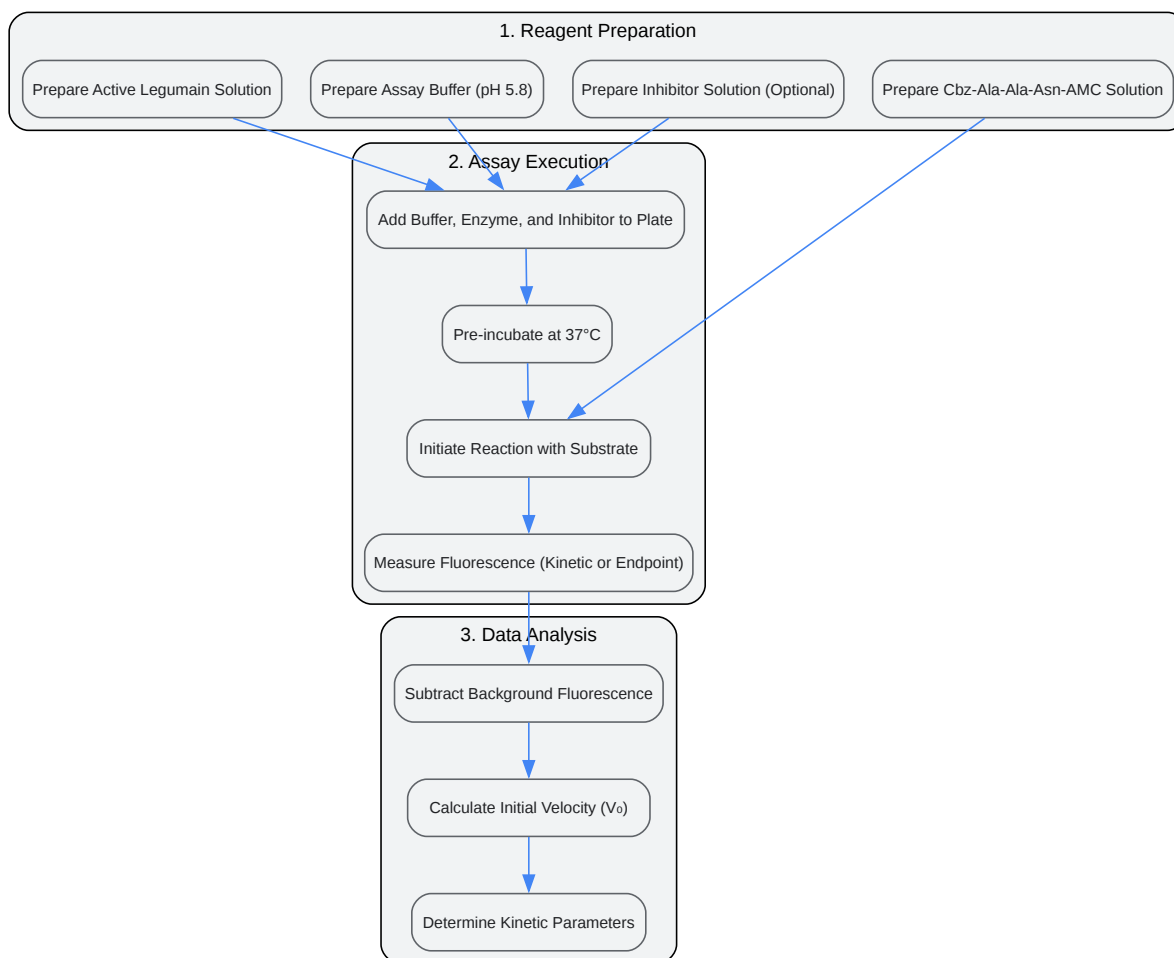 1. Reagent Preparation
Prepare Active Legumain Solution
Prepare Assay Buffer (pH 5.8)
Prepare Inhibitor Solution (Optional)
Prepare Cbz-Ala-Ala-Asn-AMC Solution
2. Assay Execution
Add Buffer, Enzyme, and Inhibitor to Plate
Pre-incubate at 37°C
Initiate Reaction with Substrate
Measure Fluorescence (Kinetic or Endpoint)
3. Data Analysis
Subtract Background Fluorescence
Calculate Initial Velocity (V₀)
Determine Kinetic Parameters